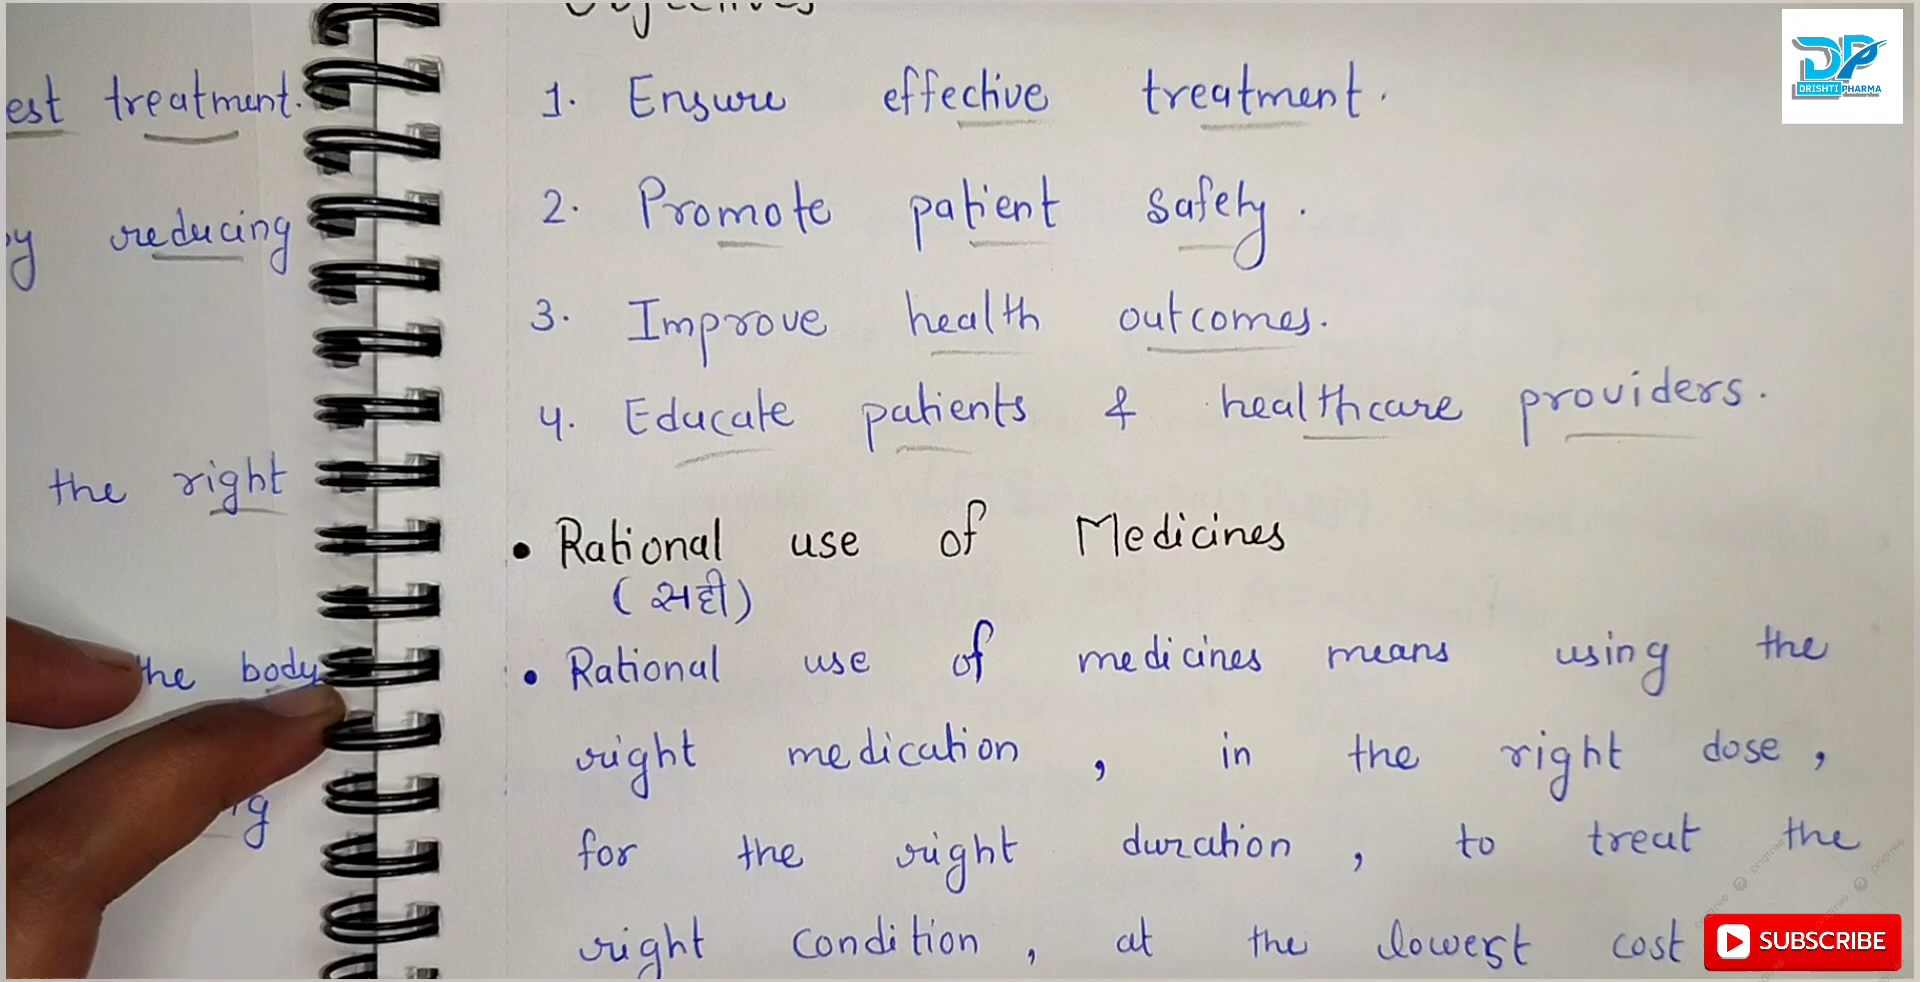 est treatment.
y reducing
the right
the body
Objectives
1. Ensure effective treatment.
2. Promote patient safety.
3. Improve health outcomes.
4. Educate patients & healthcare providers.
• Rational use of Medicines
(सही)
• Rational use of medicines means using the
right medication, in the right dose,
for the right duration, to treat the
right condition, at the lowest cost
DP
DRISHTI PHARMA
SUBSCRIBE